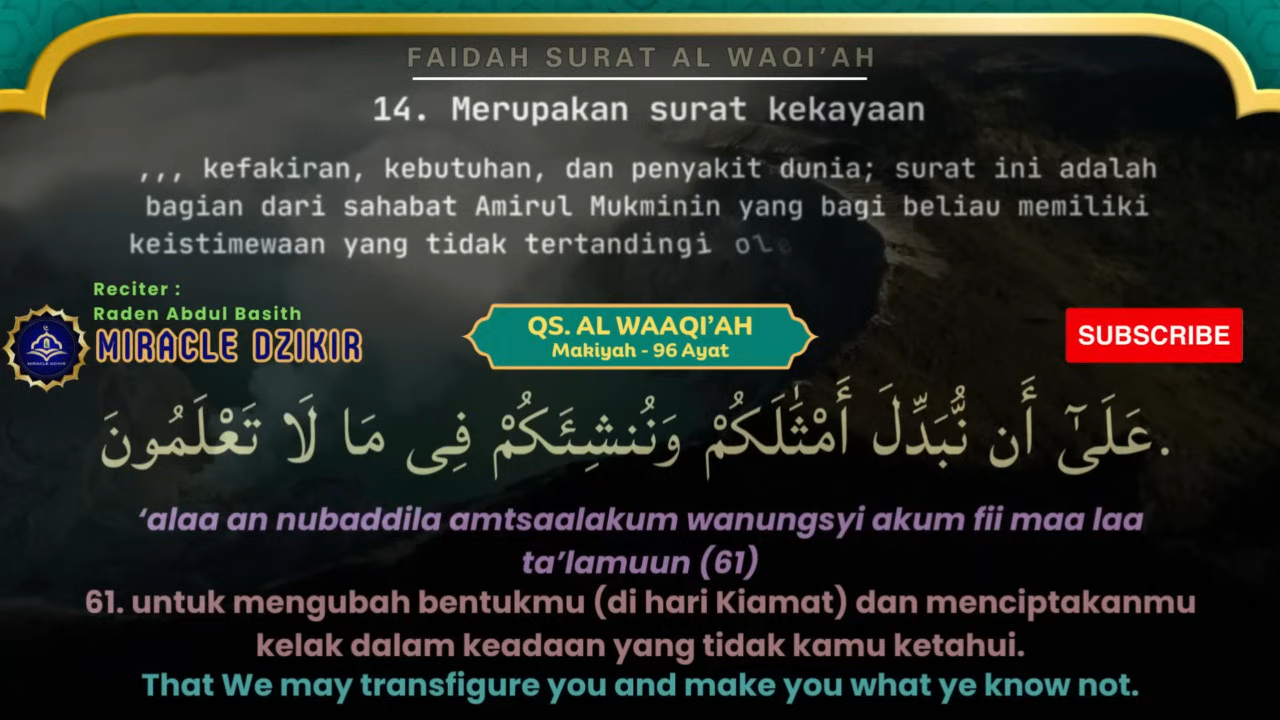 FAIDAH SURAT AL WAQI’AH
14. Merupakan surat kekayaan
,,, kefakiran, kebutuhan, dan penyakit dunia; surat ini adalah
bagian dari sahabat Amirul Mukminin yang bagi beliau memiliki
keistimewaan yang tidak tertandingi
Reciter :
Raden Abdul Basith
MIRACLE DZIKIR
QS. AL WAAQI’AH
Makiyah - 96 Ayat
SUBSCRIBE
عَلَىٰٓ أَن نُّبَدِّلَ أَمْثَٰلَكُمْ وَنُنشِئَكُمْ فِى مَا لَا تَعْلَمُونَ.
‘alaa an nubaddila amtsaalakum wanungsyi akum fii maa laa
ta’lamuun (61)
61. untuk mengubah bentukmu (di hari Kiamat) dan menciptakanmu
kelak dalam keadaan yang tidak kamu ketahui.
That We may transfigure you and make you what ye know not.